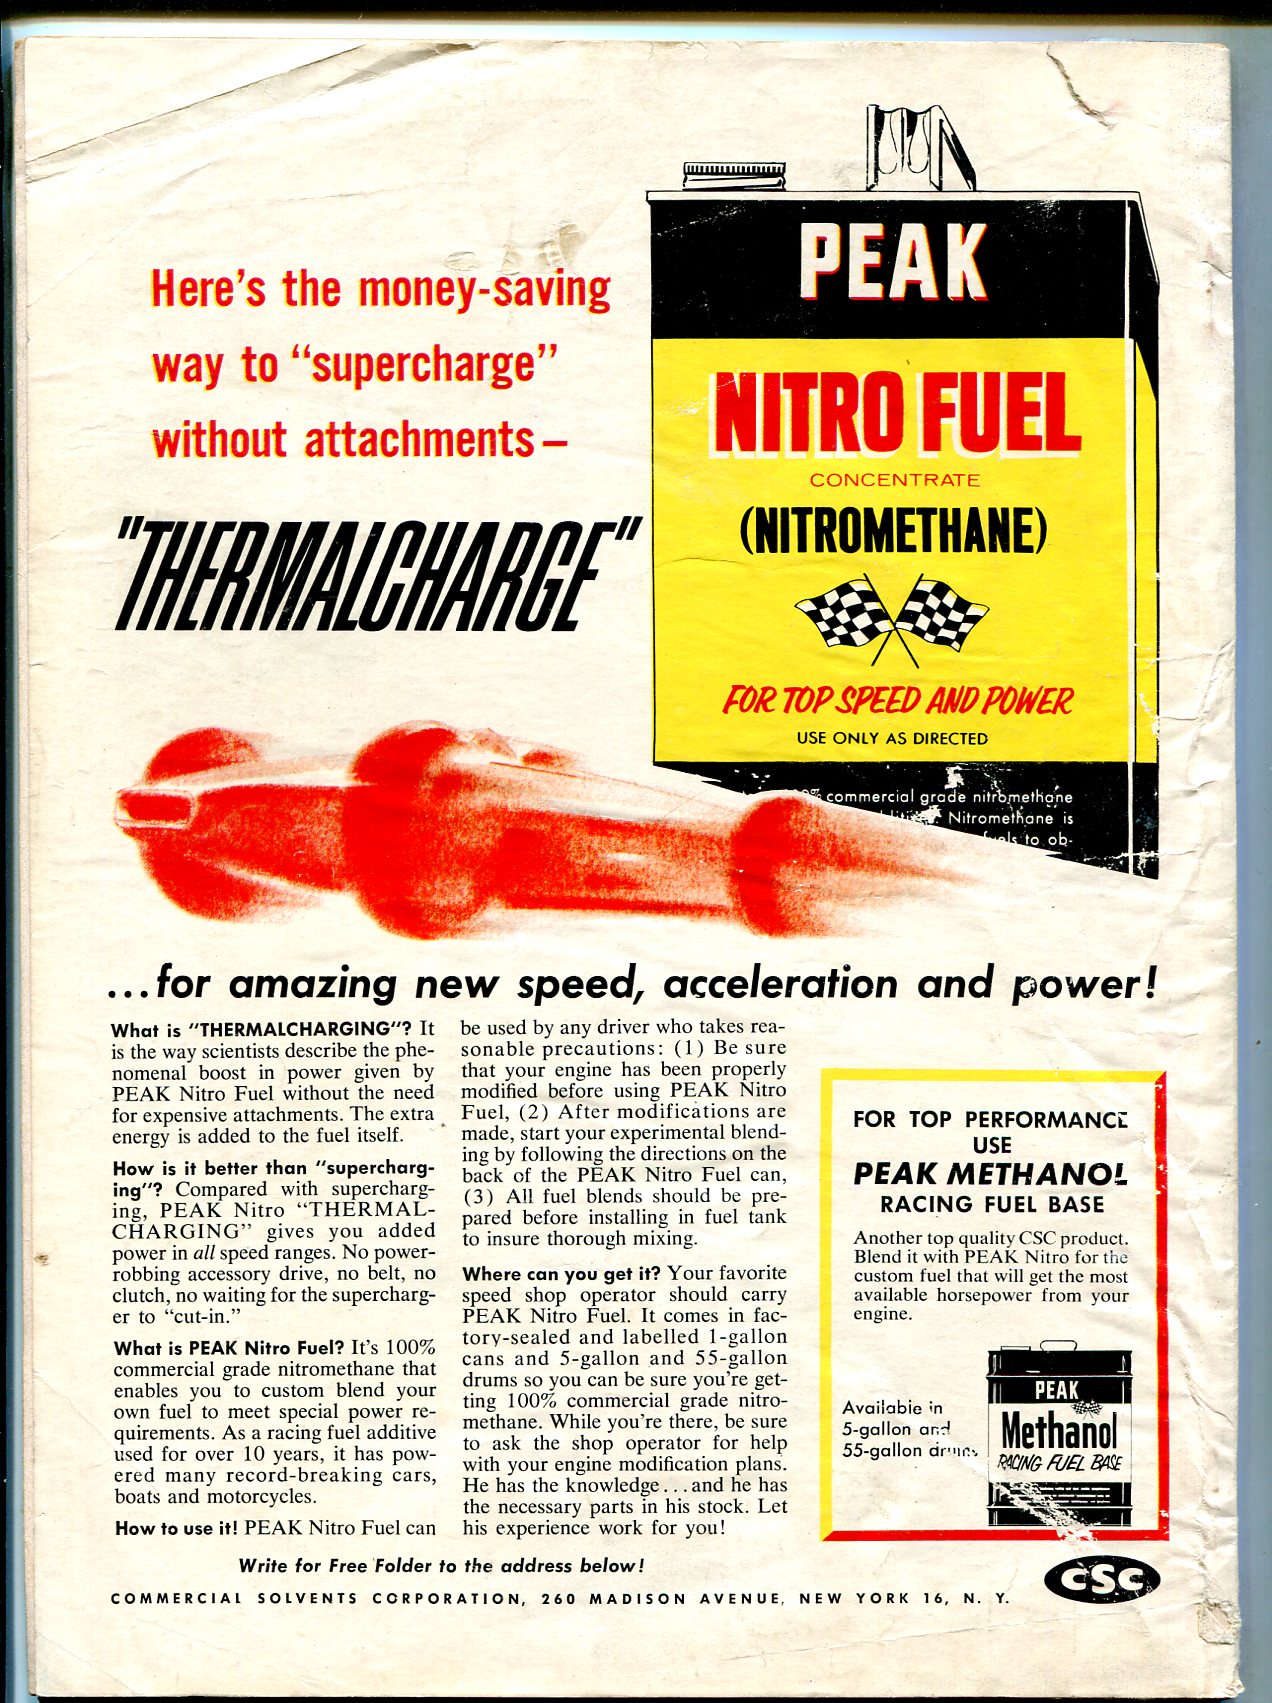 Here's the money-saving
way to "supercharge"
without attachments–
"THERMALCHARGE"
PEAK
NITRO FUEL
CONCENTRATE
(NITROMETHANE)
FOR TOP SPEED AND POWER
USE ONLY AS DIRECTED
commercial grade nitromethane
Nitromethane is
to ob-
...for amazing new speed, acceleration and power!
What is "THERMALCHARGING"? It
is the way scientists describe the phe-
nomenal boost in power given by
PEAK Nitro Fuel without the need
for expensive attachments. The extra
energy is added to the fuel itself.
How is it better than "supercharg-
ing"? Compared with supercharg-
ing, PEAK Nitro "THERMAL-
CHARGING" gives you added
power in all speed ranges. No power-
robbing accessory drive, no belt, no
clutch, no waiting for the supercharg-
er to "cut-in."
What is PEAK Nitro Fuel? It's 100%
commercial grade nitromethane that
enables you to custom blend your
own fuel to meet special power re-
quirements. As a racing fuel additive
used for over 10 years, it has pow-
ered many record-breaking cars,
boats and motorcycles.
How to use it! PEAK Nitro Fuel can
be used by any driver who takes rea-
sonable precautions: (1) Be sure
that your engine has been properly
modified before using PEAK Nitro
Fuel, (2) After modifications are
made, start your experimental blend-
ing by following the directions on the
back of the PEAK Nitro Fuel can,
(3) All fuel blends should be pre-
pared before installing in fuel tank
to insure thorough mixing.
Where can you get it? Your favorite
speed shop operator should carry
PEAK Nitro Fuel. It comes in fac-
tory-sealed and labelled 1-gallon
cans and 5-gallon and 55-gallon
drums so you can be sure you're get-
ting 100% commercial grade nitro-
methane. While you're there, be sure
to ask the shop operator for help
with your engine modification plans.
He has the knowledge...and he has
the necessary parts in his stock. Let
his experience work for you!
FOR TOP PERFORMANCE
USE
PEAK METHANOL
RACING FUEL BASE
Another top quality CSC product.
Blend it with PEAK Nitro for the
custom fuel that will get the most
available horsepower from your
engine.
Available in
5-gallon and
55-gallon drums
PEAK
Methanol
RACING FUEL BASE
Write for Free Folder to the address below!
COMMERCIAL SOLVENTS CORPORATION, 260 MADISON AVENUE, NEW YORK 16, N. Y.
CSC